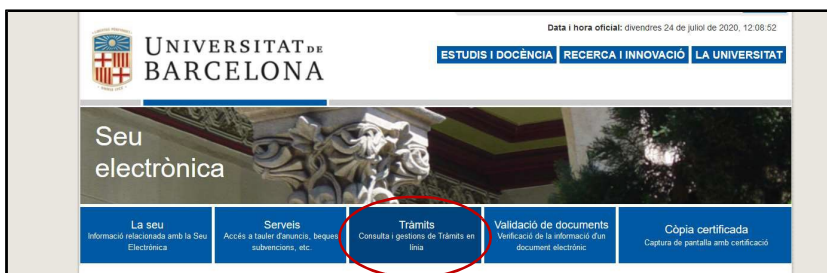 Data i hora oficial: divendres 24 de juliol de 2020, 12:08:52
UNIVERSITAT DE
BARCELONA
ESTUDIS I DOCÈNCIA RECERCA I INNOVACIÓ LA UNIVERSITAT
Seu
electrònica
La seu
Informació relacionada amb la Seu
Electrònica
Serveis
Accés a tauler d'anuncis, beques
subvencions, etc.
Tràmits
Consulta i gestions de Tràmits en
línia
Validació de documents
Verificació de la informació d'un
document electrònic
Còpia certificada
Captura de pantalla amb certificació